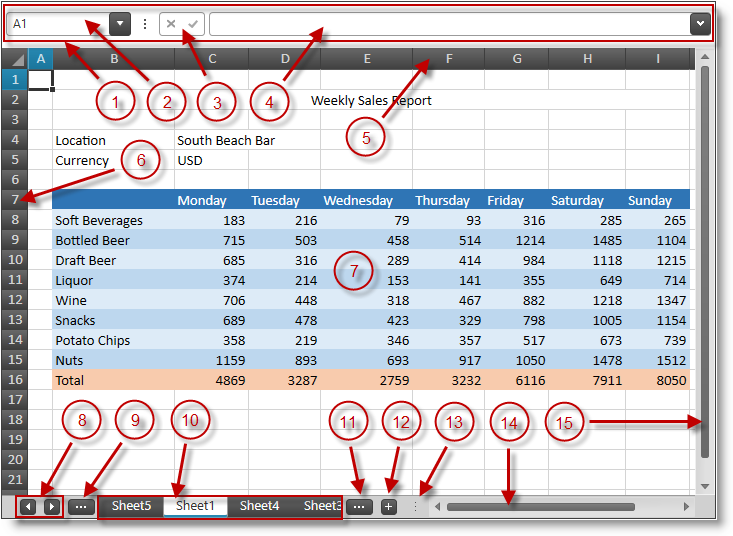 A1
A B C D E F G H I
1
2 Weekly Sales Report
1 2 3 4 5
3
4 Location South Beach Bar
5 Currency USD
6
6
7 Monday Tuesday Wednesday Thursday Friday Saturday Sunday
8 Soft Beverages 183 216 79 93 316 285 265
9 Bottled Beer 715 503 458 514 1214 1485 1104
10 Draft Beer 685 316 289 414 984 1118 1215
7
11 Liquor 374 214 153 141 355 649 714
12 Wine 706 448 318 467 882 1218 1347
13 Snacks 689 478 423 329 798 1005 1154
14 Potato Chips 358 219 346 357 517 673 739
15 Nuts 1159 893 693 917 1050 1478 1512
16 Total 4869 3287 2759 3232 6116 7911 8050
17
18
8 9 10 11 12 13 14 15
19
20
21
... Sheet5 Sheet1 Sheet4 Sheet3 ... +